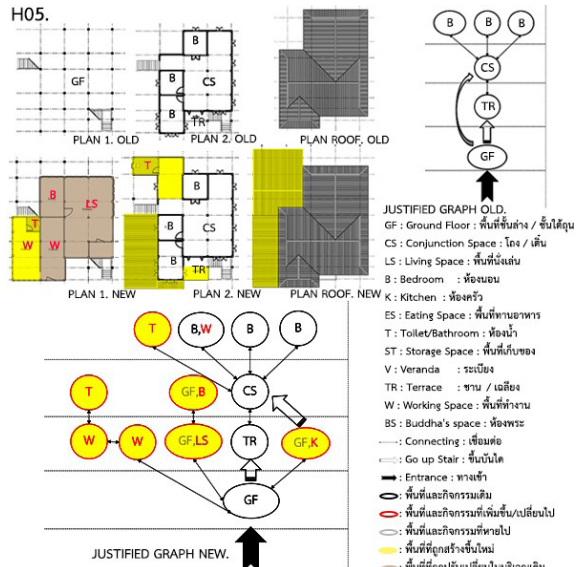 H05.
GF
PLAN 1. OLD
B
B
CS
B
TR
PLAN 2. OLD
PLAN ROOF. OLD
B
B
B
CS
TR
GF
JUSTIFIED GRAPH OLD.
B
LS
T
W
W
PLAN 1. NEW
T
B
B
CS
B
TR
PLAN 2. NEW
PLAN ROOF. NEW
GF : Ground Floor : พื้นที่ชั้นล่าง / ชั้นใต้ถุน
CS : Conjunction Space : โถง / เติ๋น
LS : Living Space : พื้นที่นั่งเล่น
B : Bedroom : ห้องนอน
K : Kitchen : ห้องครัว
ES : Eating Space : พื้นที่ทานอาหาร
T : Toilet/Bathroom : ห้องน้ำ
ST : Storage Space : พื้นที่เก็บของ
V : Veranda : ระเบียง
TR : Terrace : ชาน / เฉลียง
W : Working Space : พื้นที่ทำงาน
BS : Buddha's space : ห้องพระ
: Connecting : เชื่อมต่อ
: Go up Stair : ขึ้นบันได
: Entrance : ทางเข้า
: พื้นที่และกิจกรรมเดิม
: พื้นที่และกิจกรรมที่เพิ่มขึ้น/เปลี่ยนไป
: พื้นที่และกิจกรรมที่หายไป
: พื้นที่ที่ถูกสร้างขึ้นใหม่
T
B,W
B
B
T
GF,B
CS
W
W
GF,LS
TR
GF,K
GF
JUSTIFIED GRAPH NEW.